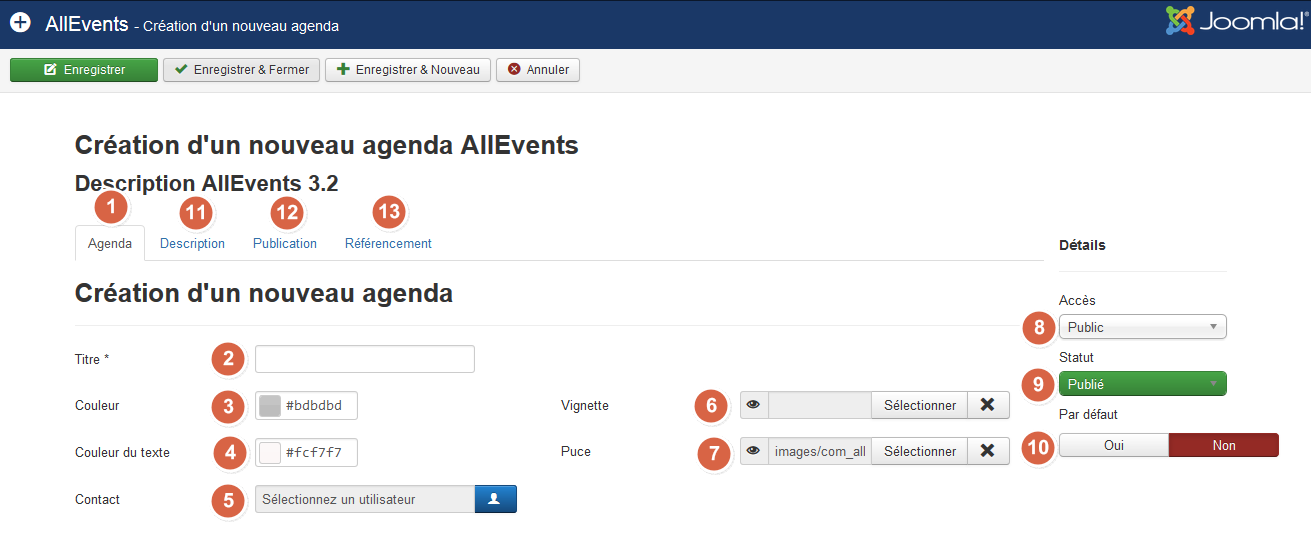 AllEvents - Création d'un nouveau agenda
Joomla!®
Enregistrer Enregistrer & Fermer Enregistrer & Nouveau Annuler
Création d'un nouveau agenda AllEvents
Description AllEvents 3.2
1 11 12 13
Agenda Description Publication Référencement
Création d'un nouveau agenda
Titre * 2
Couleur 3 #bdbdbd
Couleur du texte 4 #fcf7f7
Contact 5 Sélectionnez un utilisateur
Vignette 6 Sélectionner
Puce 7 images/com_all Sélectionner
Détails
Accès
8 Public
Statut
9 Publié
Par défaut
10 Oui Non